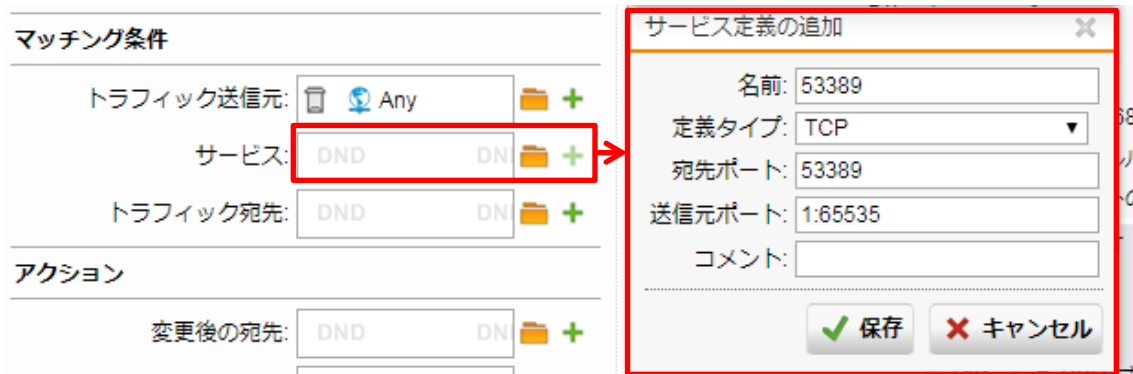 マッチング条件
トラフィック送信元: Any
サービス: DND DN
トラフィック宛先: DND DN
アクション
変更後の宛先: DND DN
サービス定義の追加
名前: 53389
定義タイプ: TCP
宛先ポート: 53389
送信元ポート: 1:65535
コメント:
保存 キャンセル